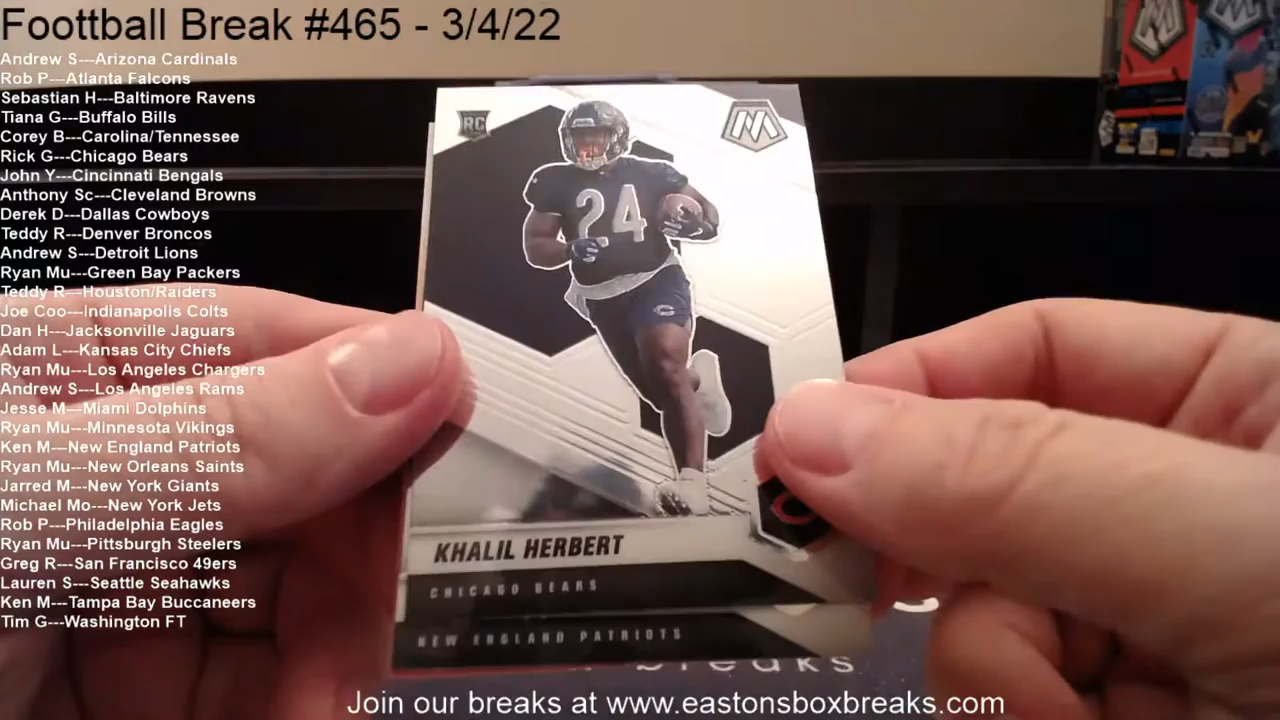 Foottball Break #465 - 3/4/22
Andrew S---Arizona Cardinals
Rob P---Atlanta Falcons
Sebastian H---Baltimore Ravens
Tiana G---Buffalo Bills
Corey B---Carolina/Tennessee
Rick G---Chicago Bears
John Y---Cincinnati Bengals
Anthony Sc---Cleveland Browns
Derek D---Dallas Cowboys
Teddy R---Denver Broncos
Andrew S---Detroit Lions
Ryan Mu---Green Bay Packers
Teddy R---Houston/Raiders
Joe Coo---Indianapolis Colts
Dan H---Jacksonville Jaguars
Adam L---Kansas City Chiefs
Ryan Mu---Los Angeles Chargers
Andrew S---Los Angeles Rams
Jesse M---Miami Dolphins
Ryan Mu---Minnesota Vikings
Ken M---New England Patriots
Ryan Mu---New Orleans Saints
Jarred M---New York Giants
Michael Mo---New York Jets
Rob P---Philadelphia Eagles
Ryan Mu---Pittsburgh Steelers
Greg R---San Francisco 49ers
Lauren S---Seattle Seahawks
Ken M---Tampa Bay Buccaneers
Tim G---Washington FT
RC
M
24
KHALIL HERBERT
CHICAGO BEARS
NEW ENGLAND PATRIOTS
breaks
Join our breaks at www.eastonsboxbreaks.com